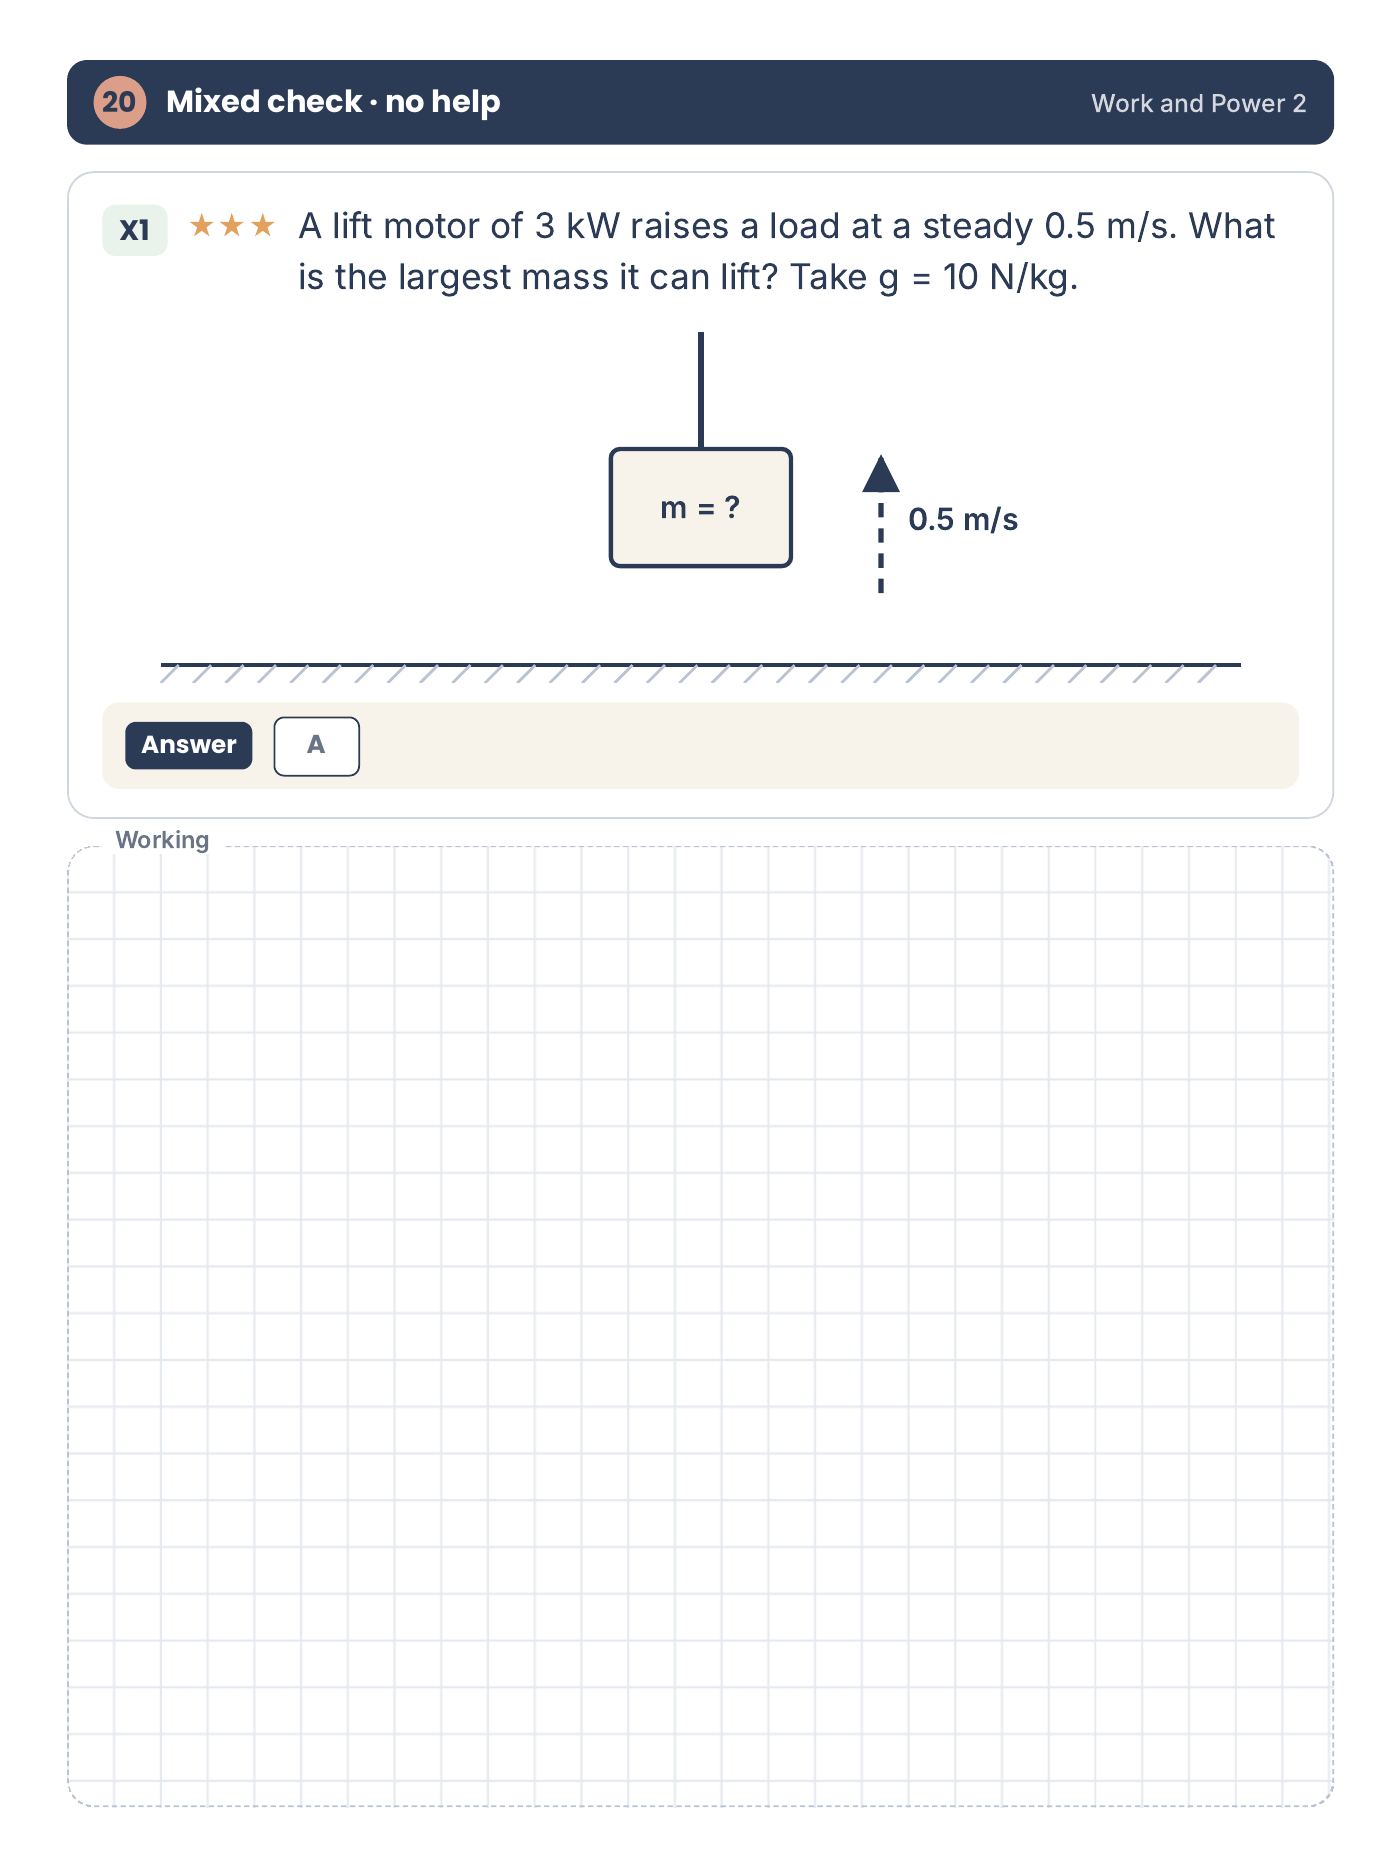 20 Mixed check · no help Work and Power 2
X1 ★★★ A lift motor of 3 kW raises a load at a steady 0.5 m/s. What
is the largest mass it can lift? Take g = 10 N/kg.
m = ?
0.5 m/s
Answer A
Working